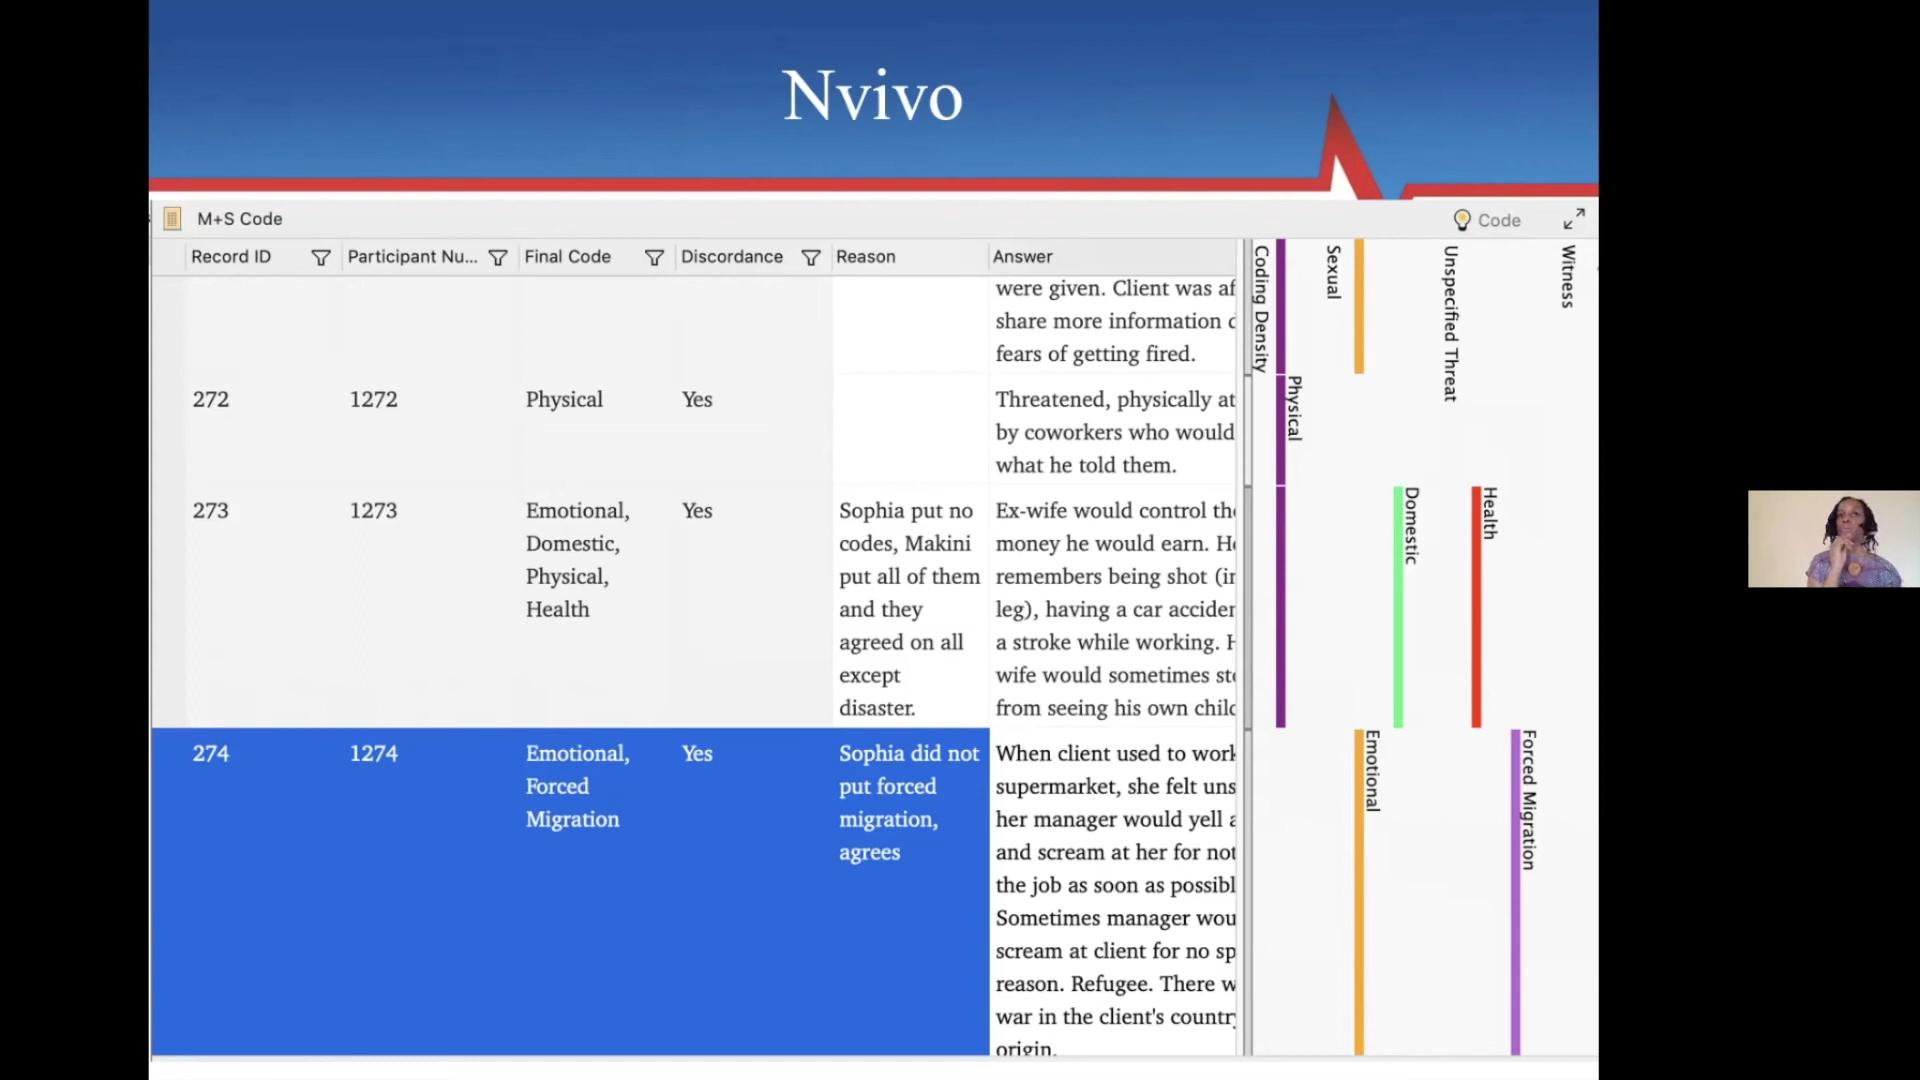 Nvivo
M+S Code
Code
Record ID
Participant Nu...
Final Code
Discordance
Reason
Answer
were given. Client was af
share more information
fears of getting fired.
272
1272
Physical
Yes
Threatened, physically at
by coworkers who would
what he told them.
273
1273
Emotional,
Domestic,
Physical,
Health
Yes
Sophia put no
codes, Makini
put all of them
and they
agreed on all
except
disaster.
Ex-wife would control the
money he would earn. He
remembers being shot (in
leg), having a car acciden
a stroke while working. H
wife would sometimes sto
from seeing his own child
274
1274
Emotional,
Forced
Migration
Yes
Sophia did not
put forced
migration,
agrees
When client used to work
supermarket, she felt uns
her manager would yell a
and scream at her for not
the job as soon as possibl
Sometimes manager wou
scream at client for no sp
reason. Refugee. There w
war in the client's country
origin.
Coding Density
Physical
Sexual
Emotional
Domestic
Unspecified Threat
Health
Forced Migration
Witness